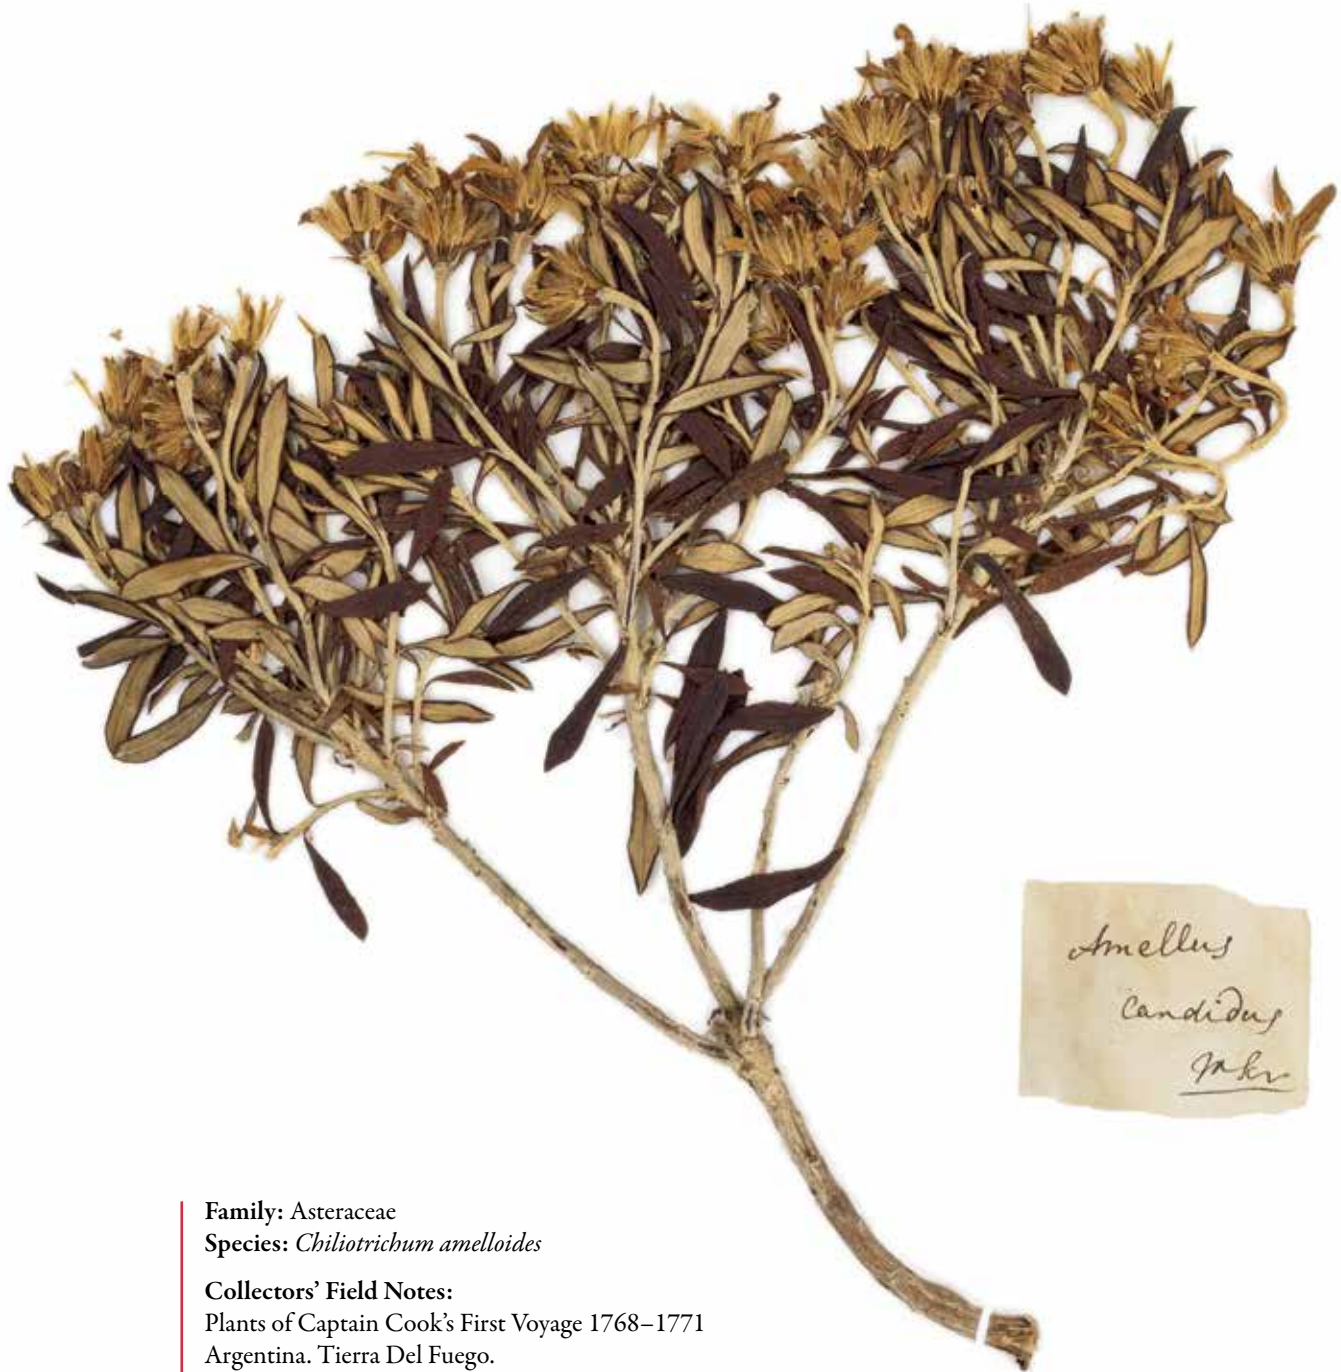 Amellus
candidus
Mſs
Family: Asteraceae
Species: Chiliotrichum amelloides
Collectors’ Field Notes:
Plants of Captain Cook’s First Voyage 1768–1771
Argentina. Tierra Del Fuego.